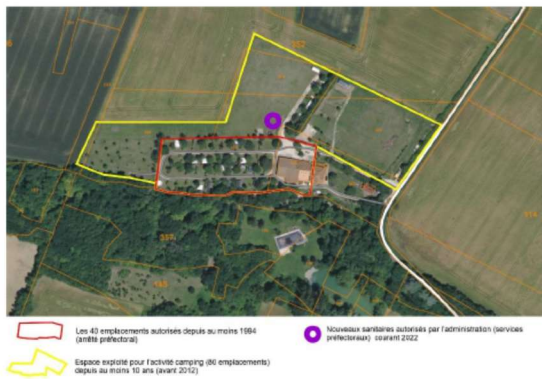 Les 40 emplacements autorisés depuis au moins 1994
(arrêté préfectoral)
Nouveaux sanitaires autorisés par l'administration (services
préfectoraux) courant 2022
Espace exploité pour l'activité camping (86 emplacements)
depuis au moins 10 ans (avant 2012)